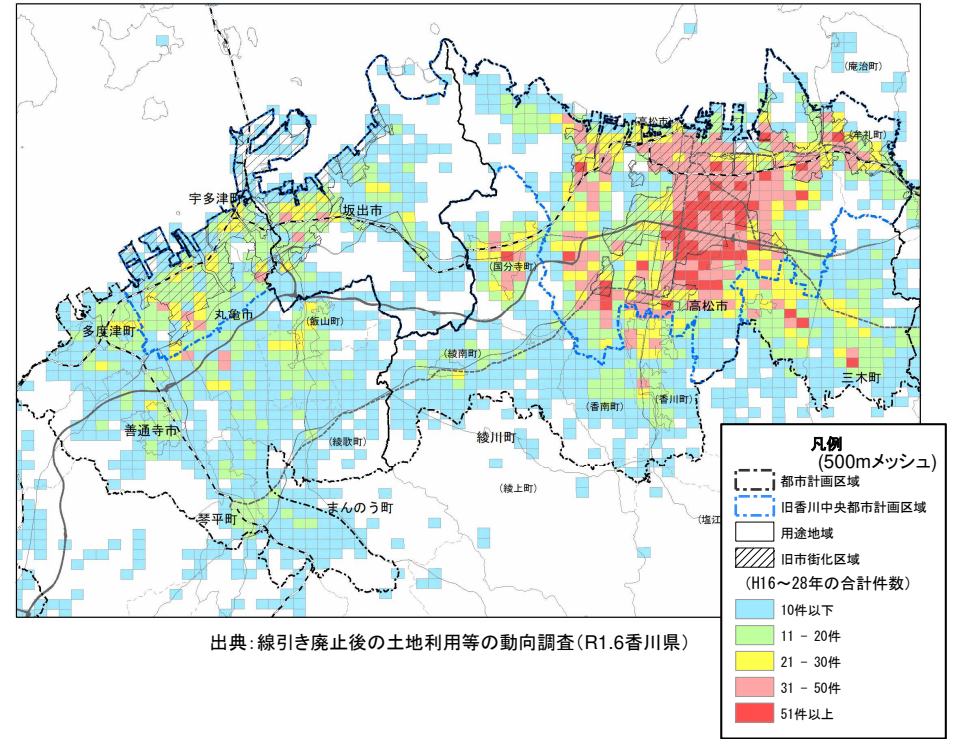 (庵治町)
高松市
(牟礼町)
宇多津町
坂出市
(国分寺町)
丸亀市
高松市
(飯山町)
多度津町
(綾南町)
三木町
(香南町)
(香川町)
善通寺市
(綾歌町)
綾川町
(綾上町)
まんのう町
琴平町
(塩江
凡例
(500mメッシュ)
都市計画区域
旧香川中央都市計画区域
用途地域
旧市街化区域
(H16～28年の合計件数)
10件以下
11 - 20件
21 - 30件
31 - 50件
51件以上
出典：線引き廃止後の土地利用等の動向調査(R1.6香川県)